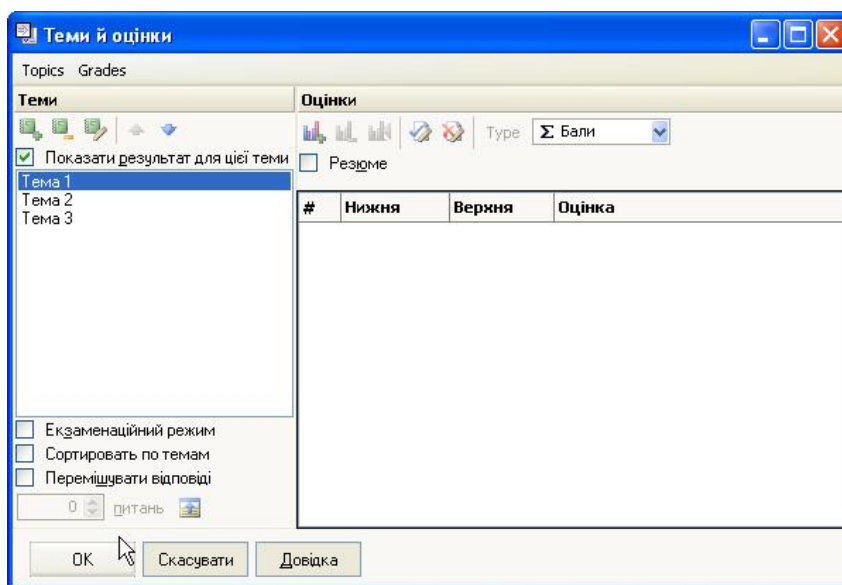 Теми й оцінки
Topics Grades
Теми
Оцінки
Type Σ Бали
Показати результат для цієї теми
Резюме
Тема 1
Тема 2
Тема 3
# Нижня Верхня Оцінка
Екзаменаційний режим
Сортировать по темам
Перемішувати відповіді
0 питань
OK Скасувати Довідка